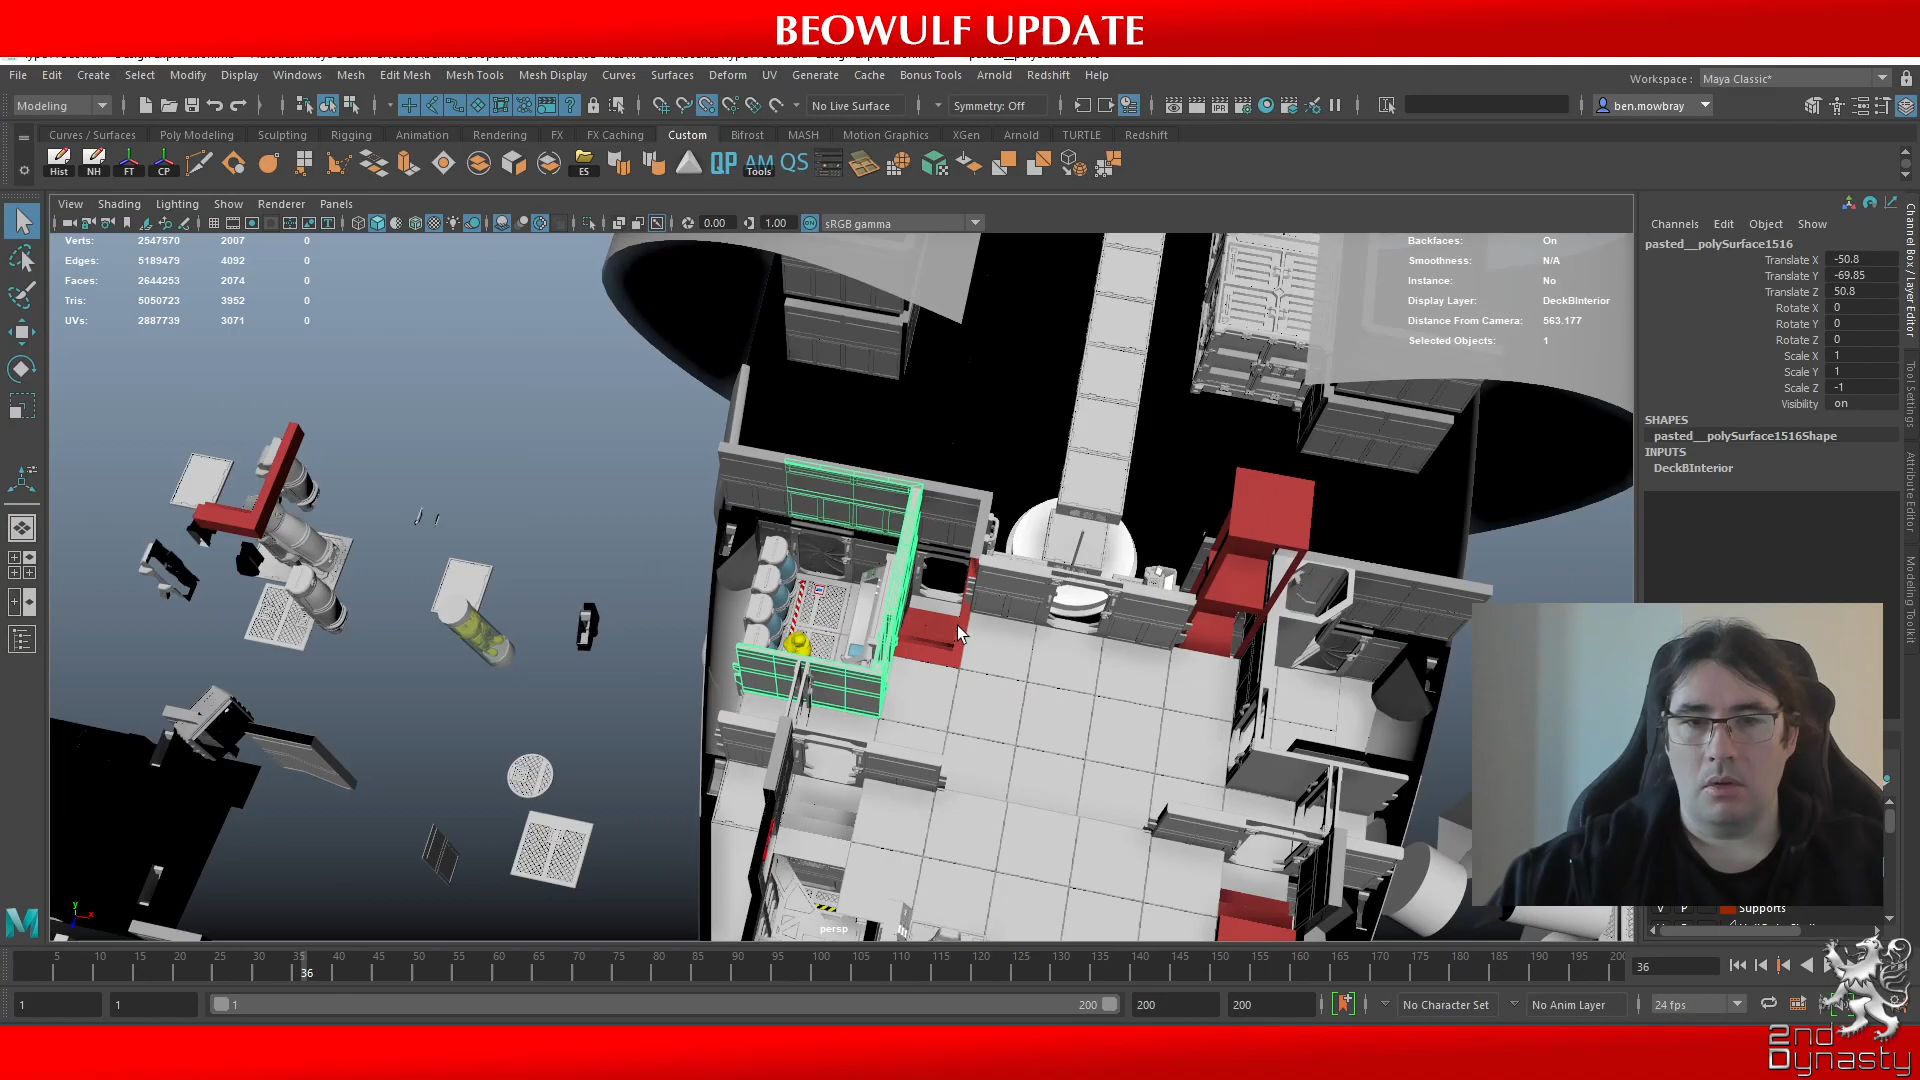 BEOWULF UPDATE
File Edit Create Select Modify Display Windows Mesh Edit Mesh Mesh Tools Mesh Display Curves Surfaces Deform UV Generate Cache Bonus Tools Arnold Redshift Help
Workspace : Maya Classic*
Modeling No Live Surface Symmetry: Off ben.mowbray
Curves / Surfaces Poly Modeling Sculpting Rigging Animation Rendering FX FX Caching Custom Bifrost MASH Motion Graphics XGen Arnold TURTLE Redshift
Hist NH FT CP ES QP AM Tools QS
View Shading Lighting Show Renderer Panels
0.00 1.00 sRGB gamma
Verts: 2547570 2007 0
Edges: 5189479 4092 0
Faces: 2644253 2074 0
Tris: 5050723 3952 0
UVs: 2887739 3071 0
Backfaces: On
Smoothness: N/A
Instance: No
Display Layer: DeckBInterior
Distance From Camera: 563.177
Selected Objects: 1
persp
y
x
Channels Edit Object Show
pasted__polySurface1516
Translate X -50.8
Translate Y -69.85
Translate Z 50.8
Rotate X 0
Rotate Y 0
Rotate Z 0
Scale X 1
Scale Y 1
Scale Z -1
Visibility on
SHAPES
pasted__polySurface1516Shape
INPUTS
DeckBInterior
Channel Box / Layer Editor
Tool Settings
Attribute Editor
Modeling Toolkit
V P Supports
5 10 15 20 25 30 35 40 45 50 55 60 65 70 75 80 85 90 95 100 105 110 115 120 125 130 135 140 145 150 155 160 165 170 175 180 185 190 195 200
36
36
1 1 1 200 200 200 No Character Set No Anim Layer 24 fps
2nd
Dynasty